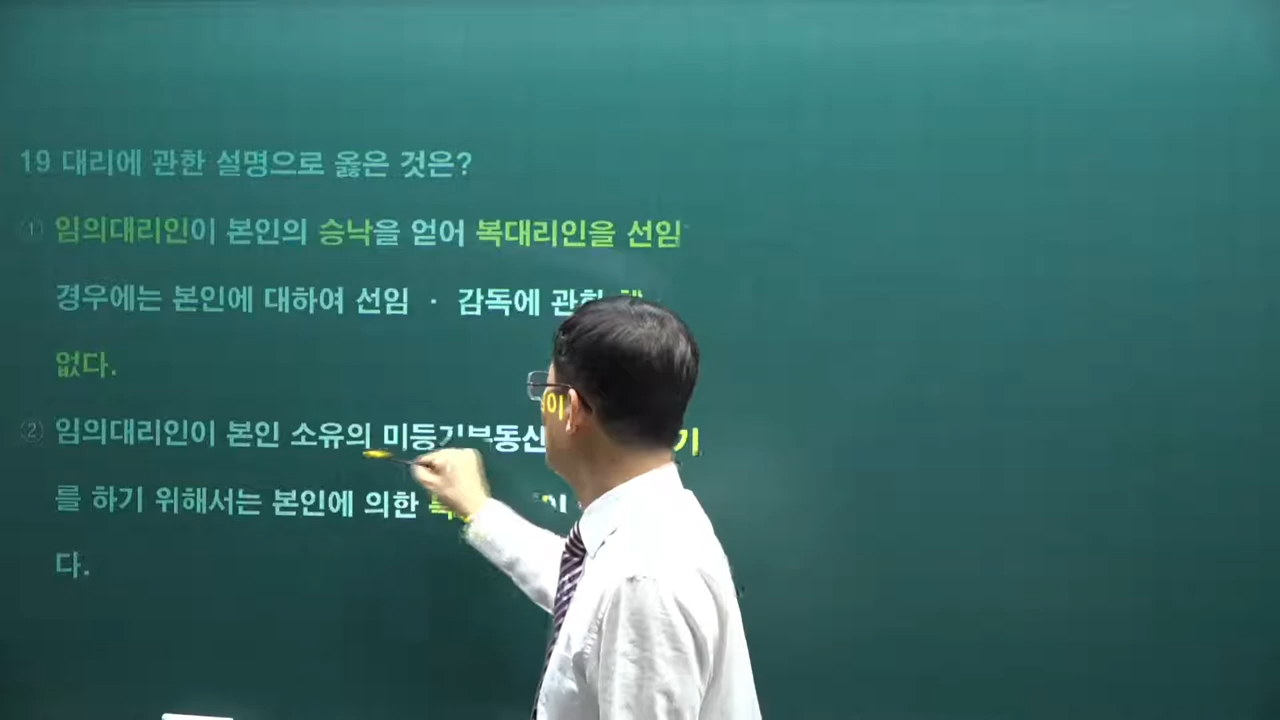 19 대리에 관한 설명으로 옳은 것은?
① 임의대리인이 본인의 승낙을 얻어 복대리인을 선임
경우에는 본인에 대하여 선임 · 감독에 관한
없다.
② 임의대리인이 본인 소유의 미등기부동산
를 하기 위해서는 본인에 의한
다.